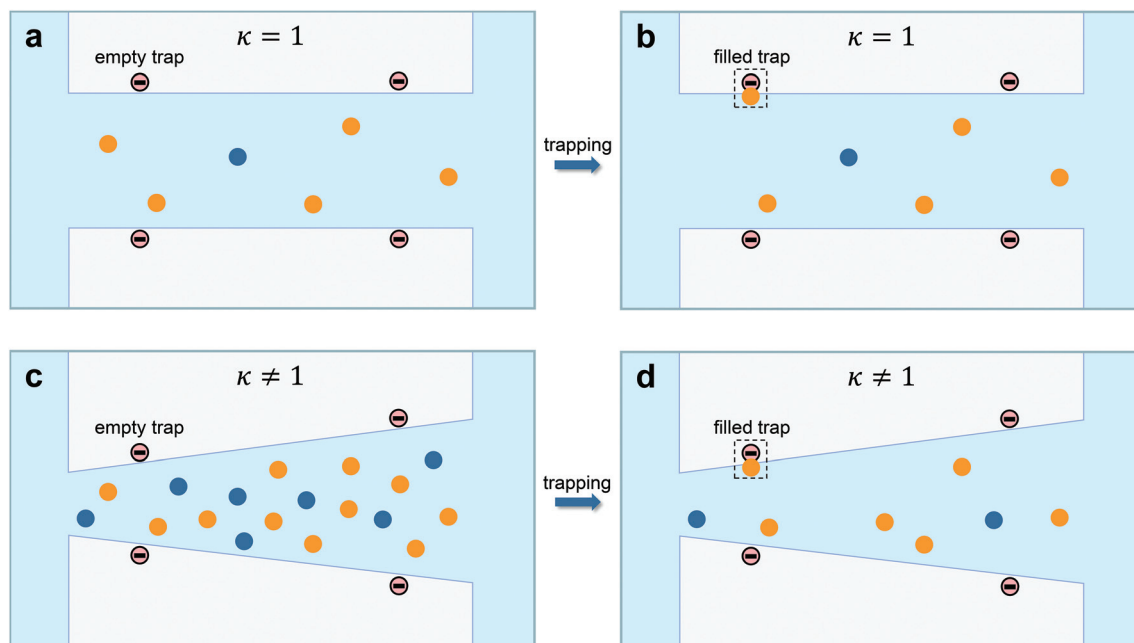 a
κ = 1
empty trap
b
κ = 1
filled trap
trapping
c
κ ≠ 1
empty trap
d
κ ≠ 1
filled trap
trapping